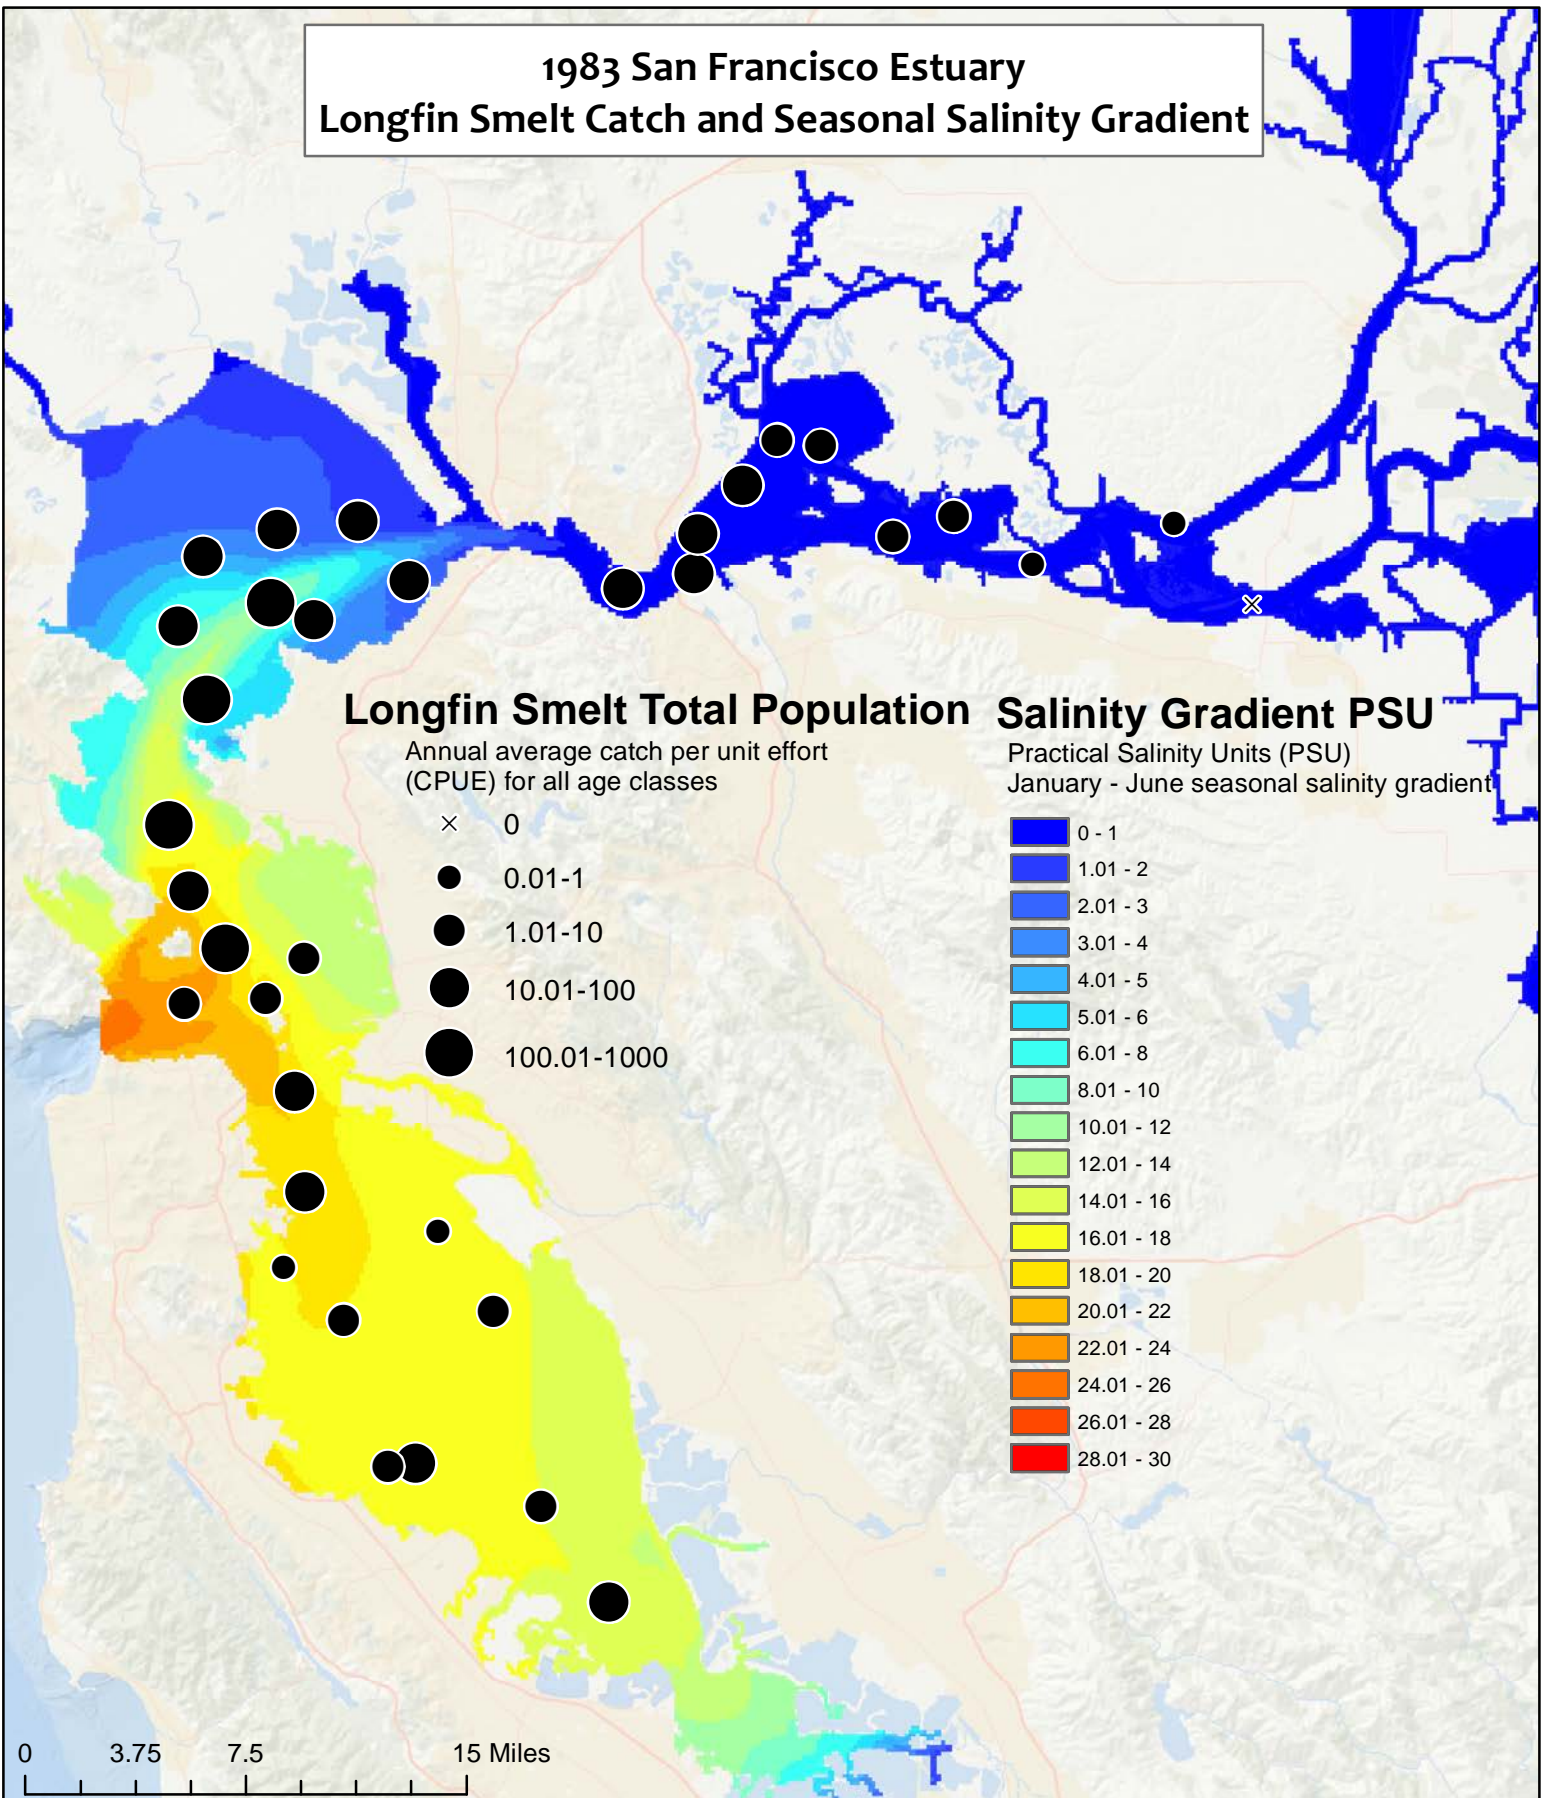 1983 San Francisco Estuary
Longfin Smelt Catch and Seasonal Salinity Gradient
Longfin Smelt Total Population
Annual average catch per unit effort
(CPUE) for all age classes
0
0.01-1
1.01-10
10.01-100
100.01-1000
Salinity Gradient PSU
Practical Salinity Units (PSU)
January - June seasonal salinity gradient
0 - 1
1.01 - 2
2.01 - 3
3.01 - 4
4.01 - 5
5.01 - 6
6.01 - 8
8.01 - 10
10.01 - 12
12.01 - 14
14.01 - 16
16.01 - 18
18.01 - 20
20.01 - 22
22.01 - 24
24.01 - 26
26.01 - 28
28.01 - 30
0 3.75 7.5 15 Miles